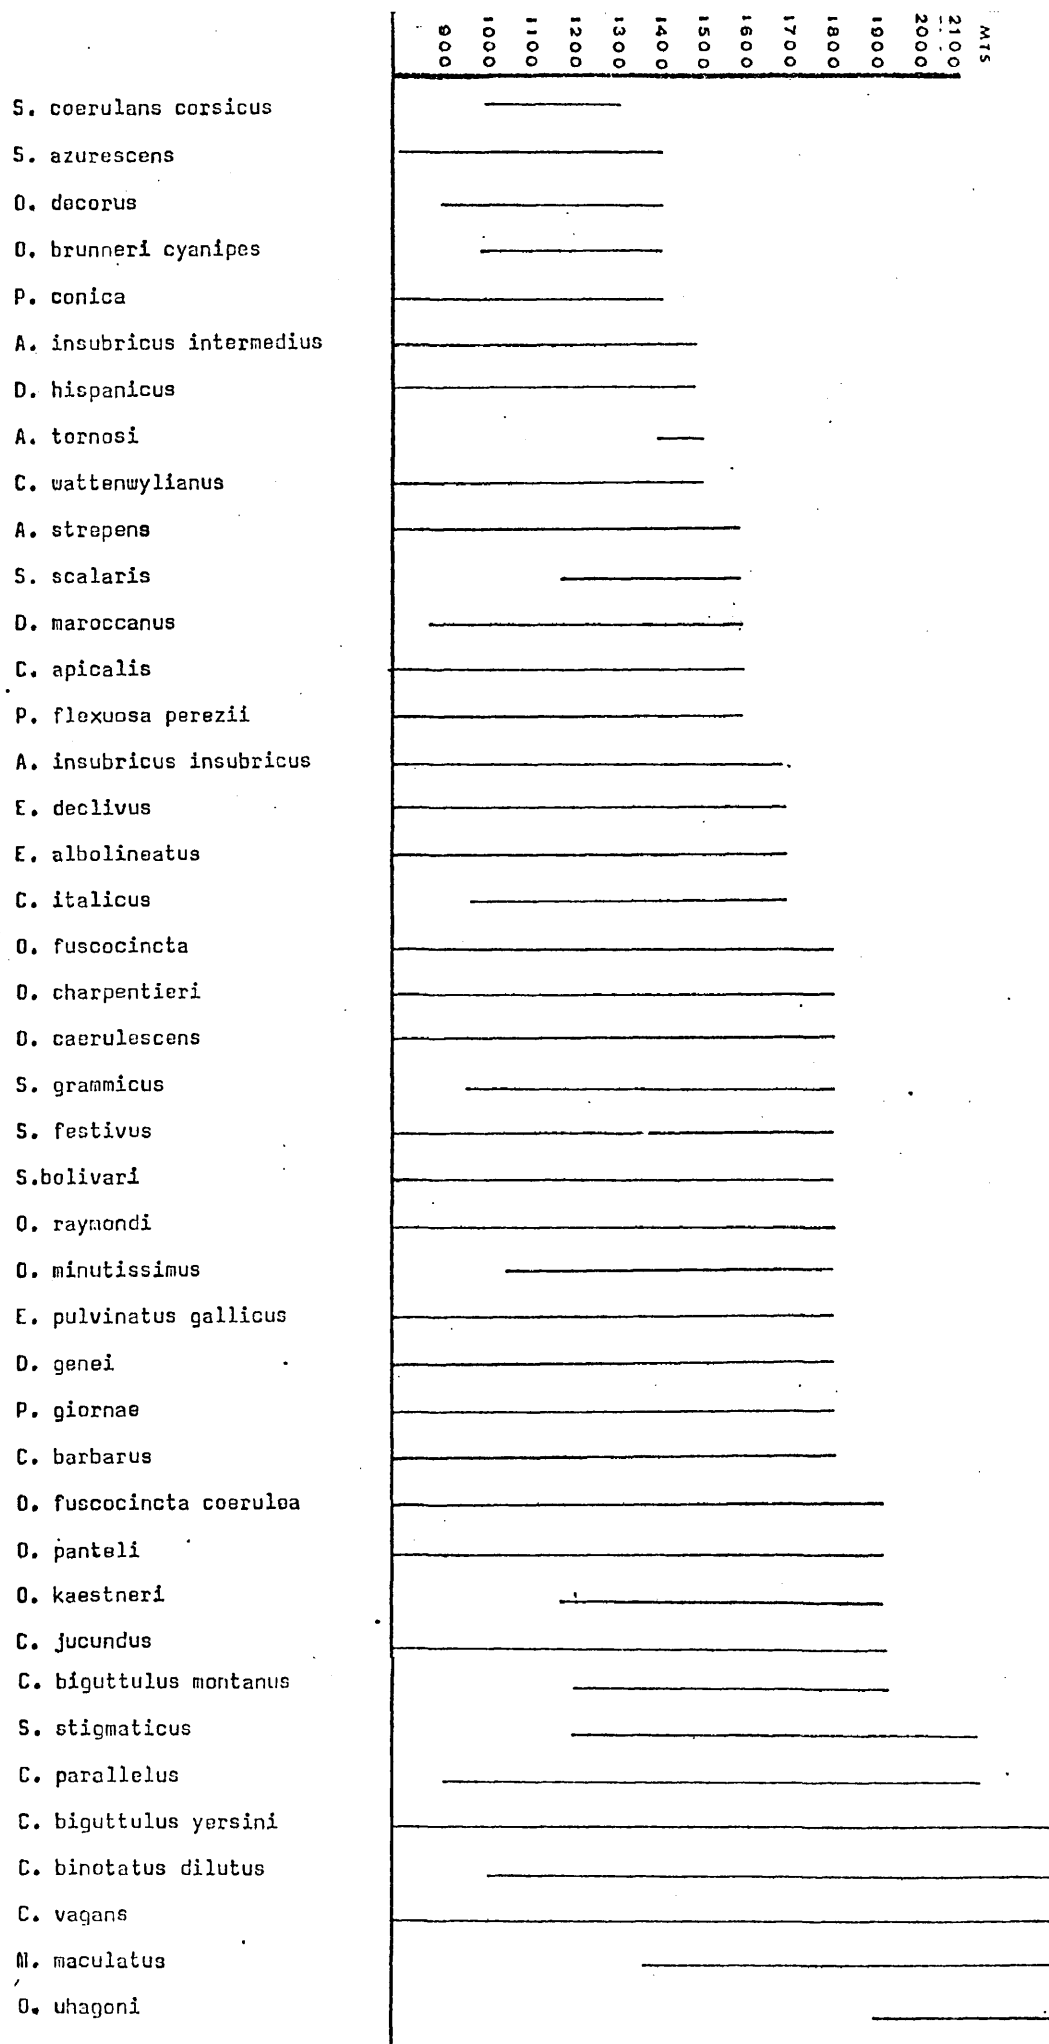 900 1000 1100 1200 1300 1400 1500 1600 1700 1800 1900 2000 2100 MTS
S. coerulans corsicus
S. azurescens
O. decorus
O. brunneri cyanipes
P. conica
A. insubricus intermedius
D. hispanicus
A. tornosi
C. wattenwylianus
A. strepens
S. scalaris
D. maroccanus
C. apicalis
P. flexuosa perezii
A. insubricus insubricus
E. declivus
E. albolineatus
C. italicus
O. fuscocincta
O. charpentieri
O. caerulescens
S. grammicus
S. festivus
S.bolivari
O. raymondi
O. minutissimus
E. pulvinatus gallicus
D. genei
P. giornae
C. barbarus
O. fuscocincta coerulea
O. panteli
O. kaestneri
C. jucundus
C. biguttulus montanus
S. stigmaticus
C. parallelus
C. biguttulus yersini
C. binotatus dilutus
C. vagans
M. maculatus
O. uhagoni